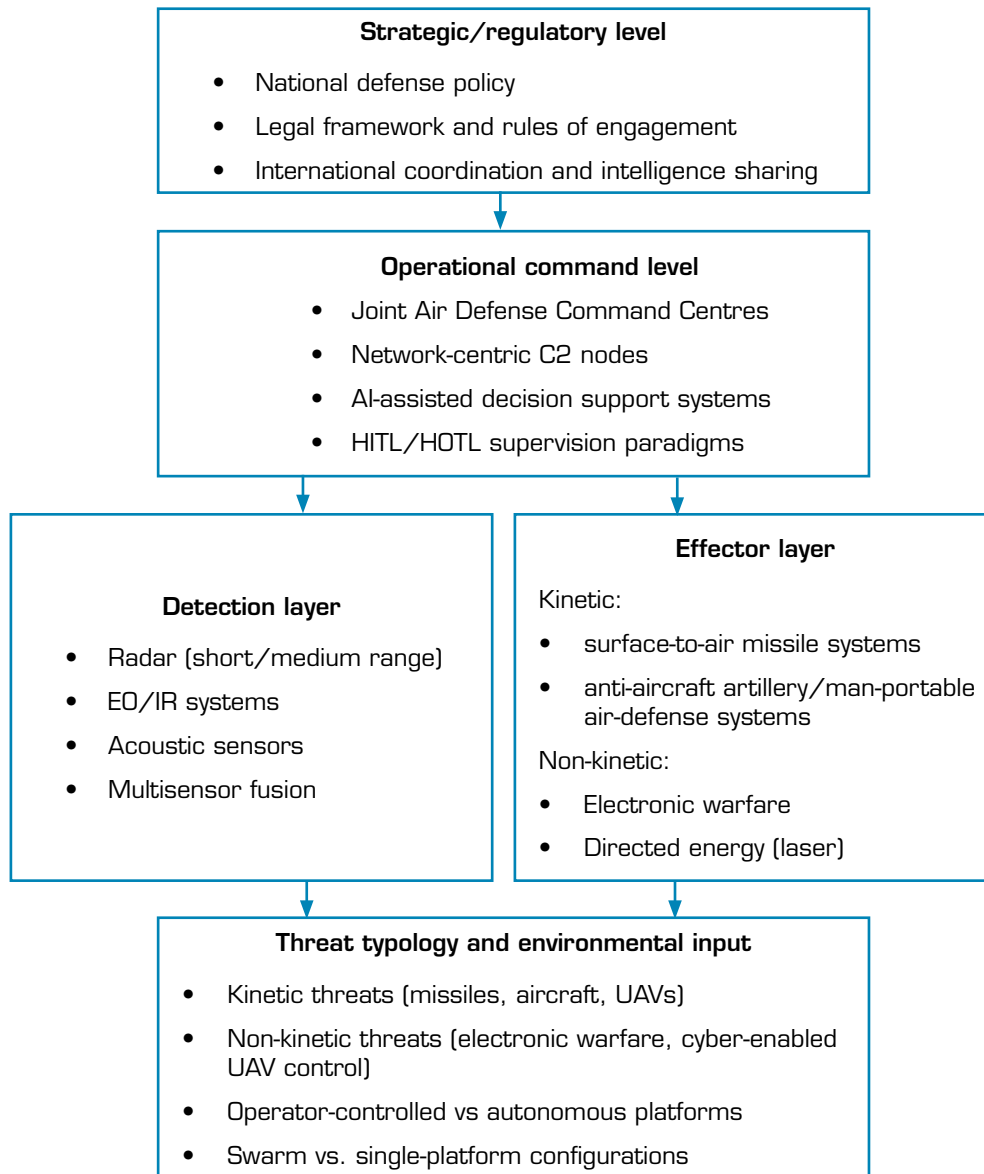 Strategic/regulatory level
• National defense policy
• Legal framework and rules of engagement
• International coordination and intelligence sharing
Operational command level
• Joint Air Defense Command Centres
• Network-centric C2 nodes
• AI-assisted decision support systems
• HITL/HOTL supervision paradigms
Detection layer
• Radar (short/medium range)
• EO/IR systems
• Acoustic sensors
• Multisensor fusion
Effector layer
Kinetic:
• surface-to-air missile systems
• anti-aircraft artillery/man-portable
air-defense systems
Non-kinetic:
• Electronic warfare
• Directed energy (laser)
Threat typology and environmental input
• Kinetic threats (missiles, aircraft, UAVs)
• Non-kinetic threats (electronic warfare, cyber-enabled
UAV control)
• Operator-controlled vs autonomous platforms
• Swarm vs. single-platform configurations